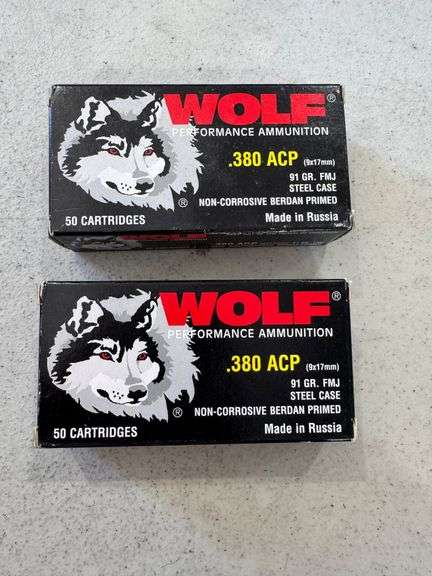 WOLF®
PERFORMANCE AMMUNITION
.380 ACP (9x17mm)
91 GR. FMJ
STEEL CASE
NON-CORROSIVE BERDAN PRIMED
® 
50 CARTRIDGES Made in Russia
.380 ACP
WOLF®
PERFORMANCE AMMUNITION
.380 ACP (9x17mm)
91 GR. FMJ
STEEL CASE
NON-CORROSIVE BERDAN PRIMED
®
50 CARTRIDGES Made in Russia